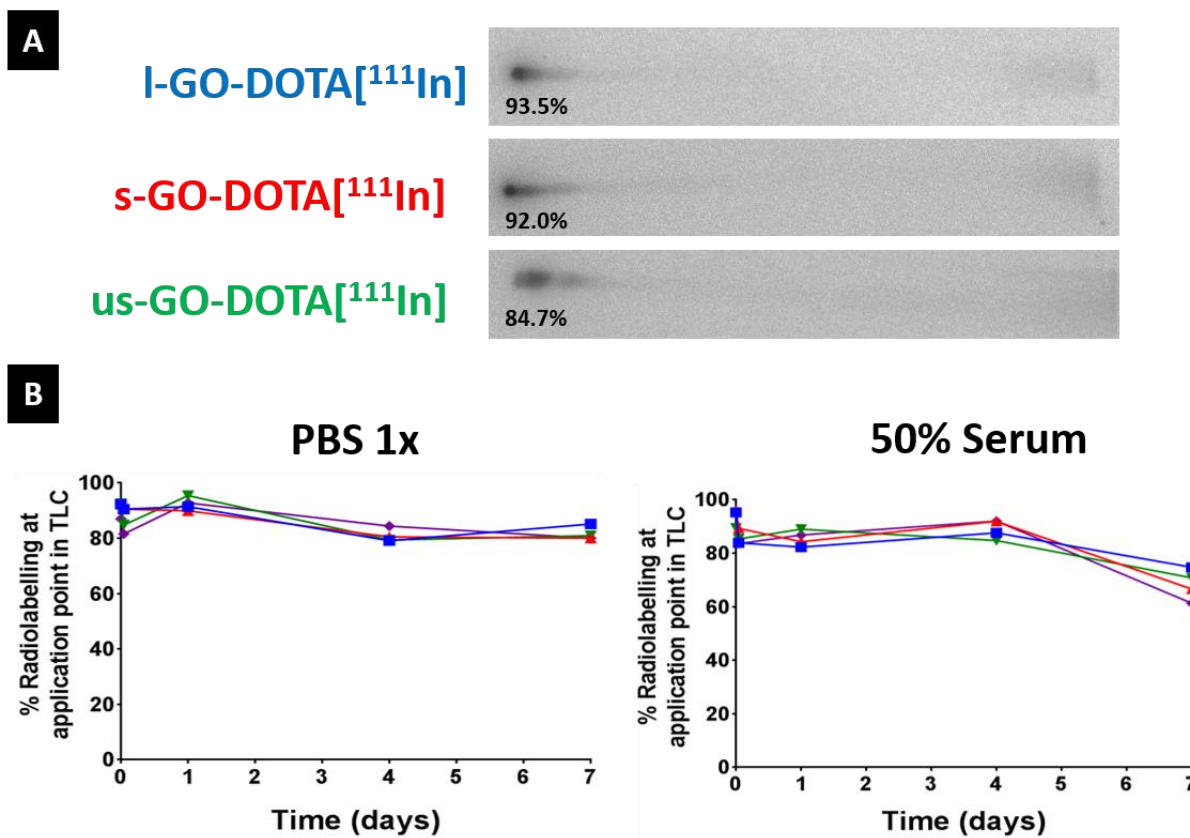 A
l-GO-DOTA[¹¹¹In]
93.5%
s-GO-DOTA[¹¹¹In]
92.0%
us-GO-DOTA[¹¹¹In]
84.7%
B
PBS 1x
% Radiolabelling at
application point in TLC
100
80
60
40
20
0
0 1 2 3 4 5 6 7
Time (days)
50% Serum
% Radiolabelling at
application point in TLC
100
80
60
40
20
0
0 1 2 3 4 5 6 7
Time (days)